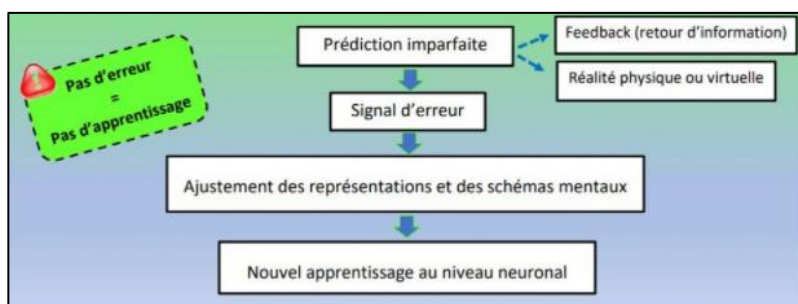 Pas d'erreur
=
Pas d'apprentissage
Prédiction imparfaite
Feedback (retour d'information)
Réalité physique ou virtuelle
Signal d'erreur
Ajustement des représentations et des schémas mentaux
Nouvel apprentissage au niveau neuronal